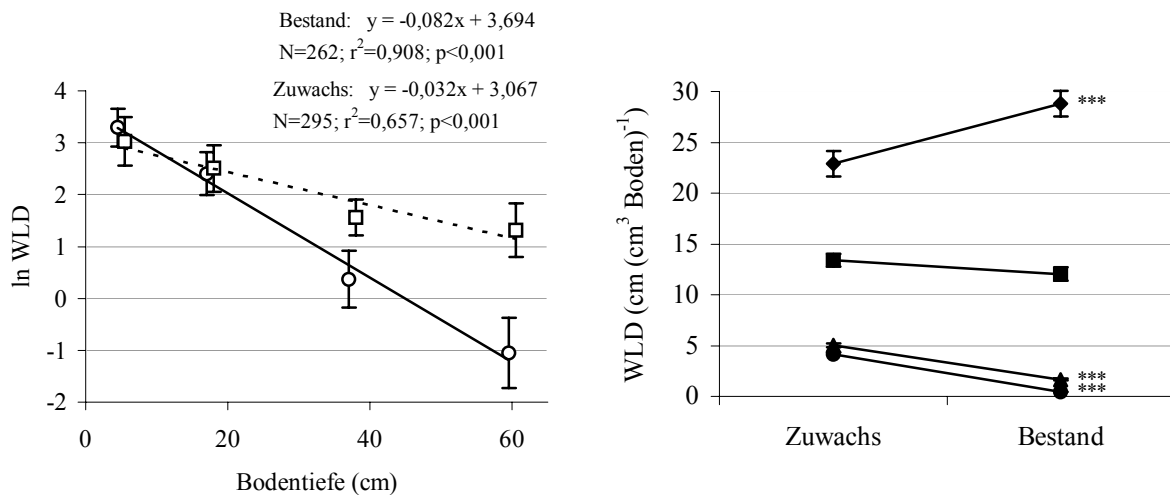 Bestand: y = -0,082x + 3,694
N=262; r²=0,908; p<0,001
Zuwachs: y = -0,032x + 3,067
N=295; r²=0,657; p<0,001
4
3
2
1
0
-1
-2
ln WLD
0 20 40 60
Bodentiefe (cm)
30
25
20
15
10
5
0
WLD (cm (cm³ Boden)⁻¹
***
***
***
Zuwachs Bestand